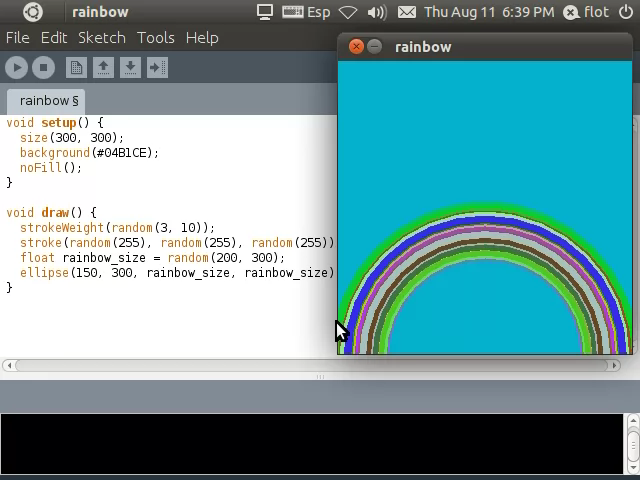 rainbow Esp Thu Aug 11 6:39 PM flot
File Edit Sketch Tools Help
rainbow
rainbow §
void setup() {
  size(300, 300);
  background(#04B1CE);
  noFill();
}
void draw() {
  strokeWeight(random(3, 10));
  stroke(random(255), random(255), random(255))
  float rainbow_size = random(200, 300);
  ellipse(150, 300, rainbow_size, rainbow_size)
}